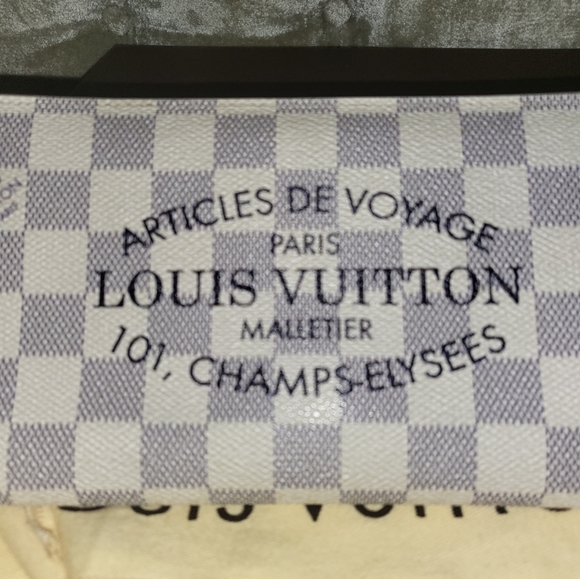 ARTICLES DE VOYAGE
PARIS
LOUIS VUITTON
MALLETIER
101, CHAMPS-ELYSEES